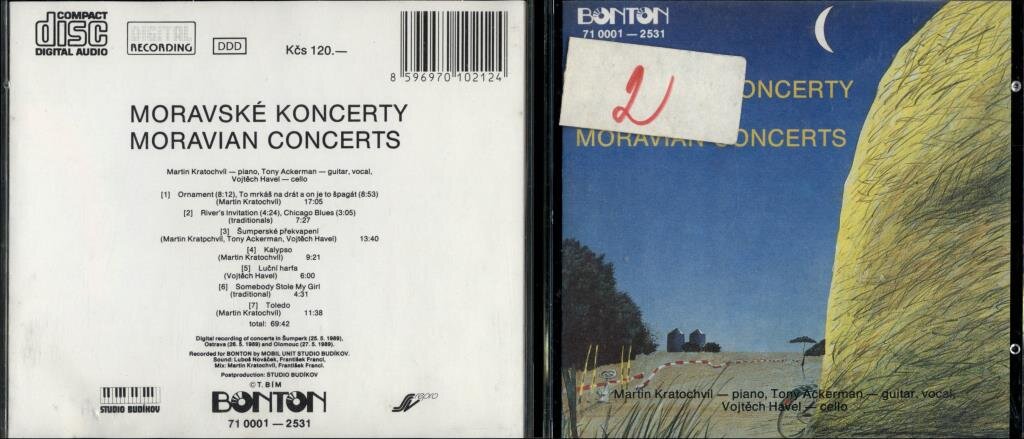 COMPACT
disc
DIGITAL AUDIO
DIGITAL
RECORDING
DDD
Kčs 120.—
8 596970 102124
MORAVSKÉ KONCERTY
MORAVIAN CONCERTS
Martin Kratochvíl — piano, Tony Ackerman — guitar, vocal,
Vojtěch Havel — cello
[1] Ornament (8:12), To mrkáš na drát a on je to špagát (8:53)
(Martin Kratochvíl) 17:05
[2] River's Invitation (4:24), Chicago Blues (3:05)
(traditionals) 7:27
[3] Šumperské překvapení
(Martin Kratpchvíl, Tony Ackerman, Vojtěch Havel) 13:40
[4] Kalypso
(Martin Kratochvíl) 9:21
[5] Luční harfa
(Vojtěch Havel) 6:00
[6] Somebody Stole My Girl
(traditional) 4:31
[7] Toledo
(Martin Kratochvíl) 11:38
total: 69:42
Digital recording of concerts in Šumperk (25. 5. 1989),
Ostrava (26. 5. 1989) and Olomouc (27. 5. 1989).
Recorded for BONTON by MOBIL UNIT STUDIO BUDÍKOV.
Sound: Luboš Nováček, František Francl.
Mix: Martin Kratochvíl, František Francl.
Postproduction: STUDIO BUDÍKOV
© T. BÍM
STUDIO BUDÍKOV
BONTON
repro
71 0001 — 2531
BONTON
71 0001 — 2531
2
ONCERTY
MORAVIAN CONCERTS
Martin Kratochvíl — piano, Tony Ackerman — guitar, vocal,
Vojtěch Havel — cello